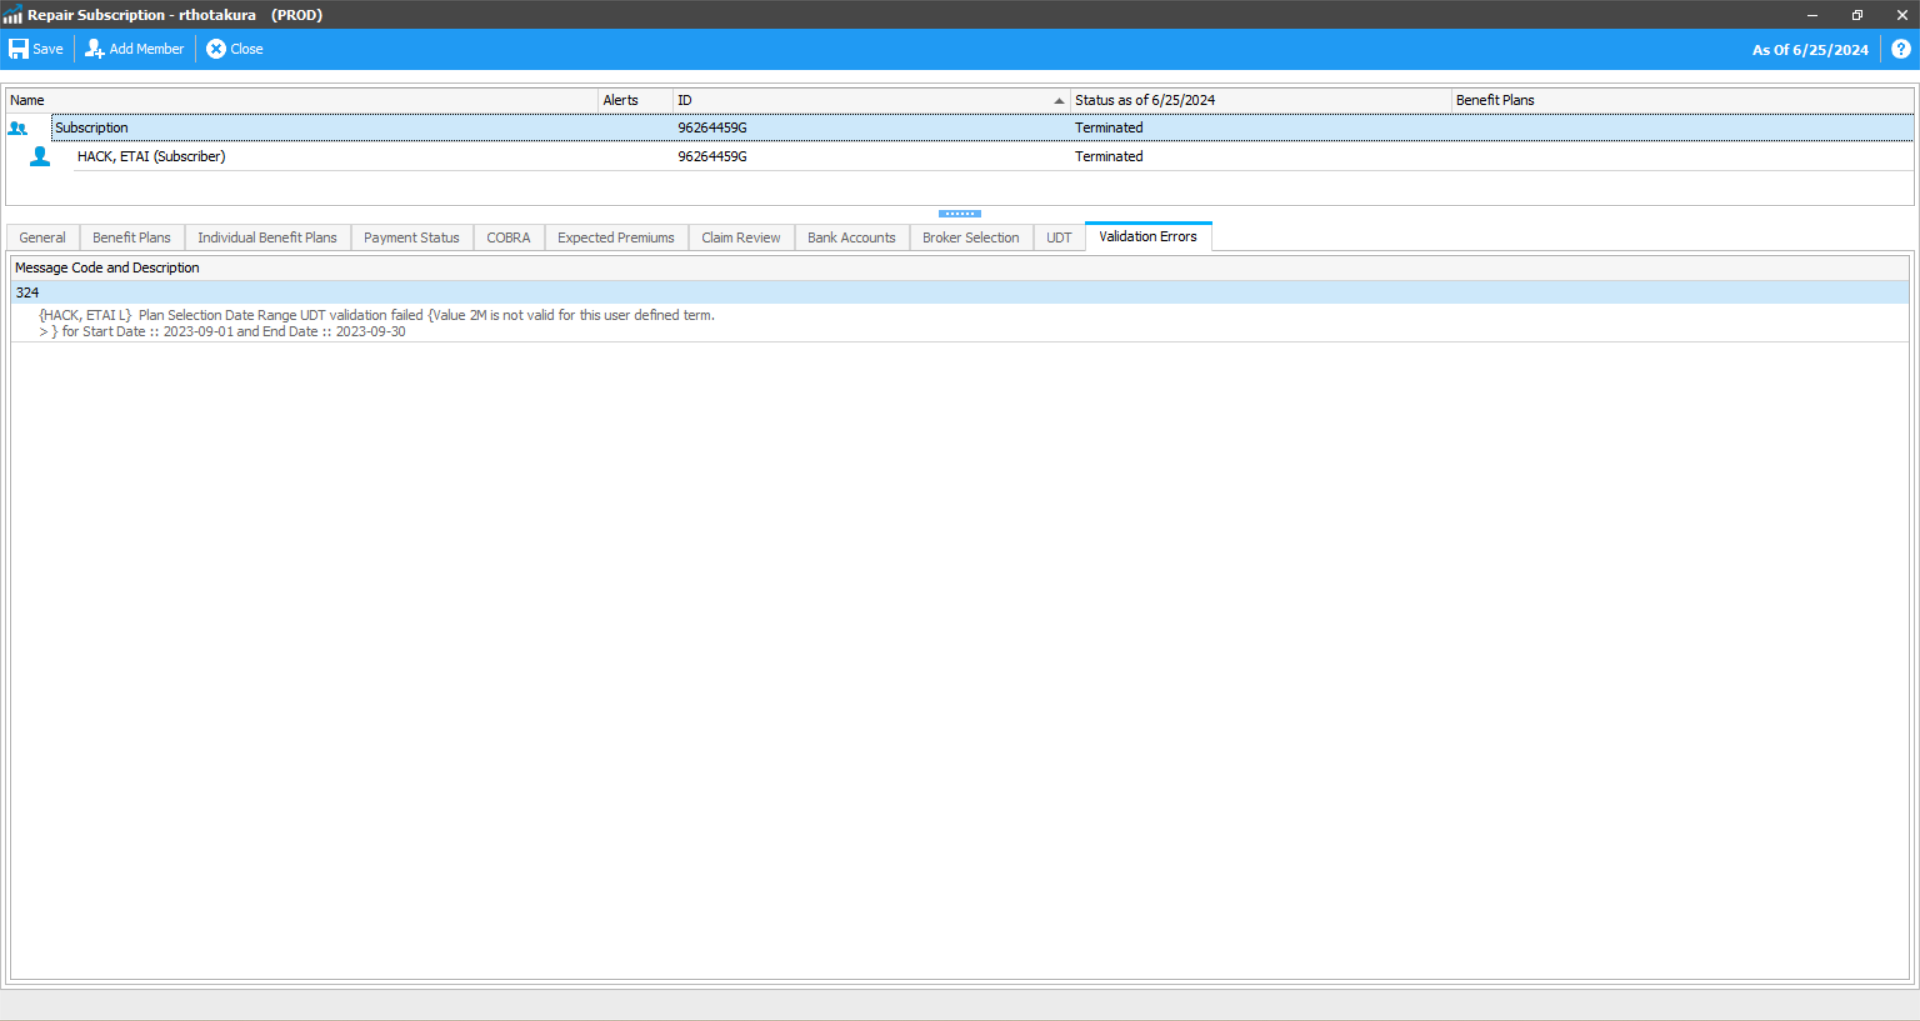 Repair Subscription - rthotakura (PROD)
Save Add Member Close As Of 6/25/2024 ?
Name Alerts ID Status as of 6/25/2024 Benefit Plans
Subscription 96264459G Terminated
HACK, ETAI (Subscriber) 96264459G Terminated
General Benefit Plans Individual Benefit Plans Payment Status COBRA Expected Premiums Claim Review Bank Accounts Broker Selection UDT Validation Errors
Message Code and Description
324
{HACK, ETAI L} Plan Selection Date Range UDT validation failed {Value 2M is not valid for this user defined term.
> } for Start Date :: 2023-09-01 and End Date :: 2023-09-30